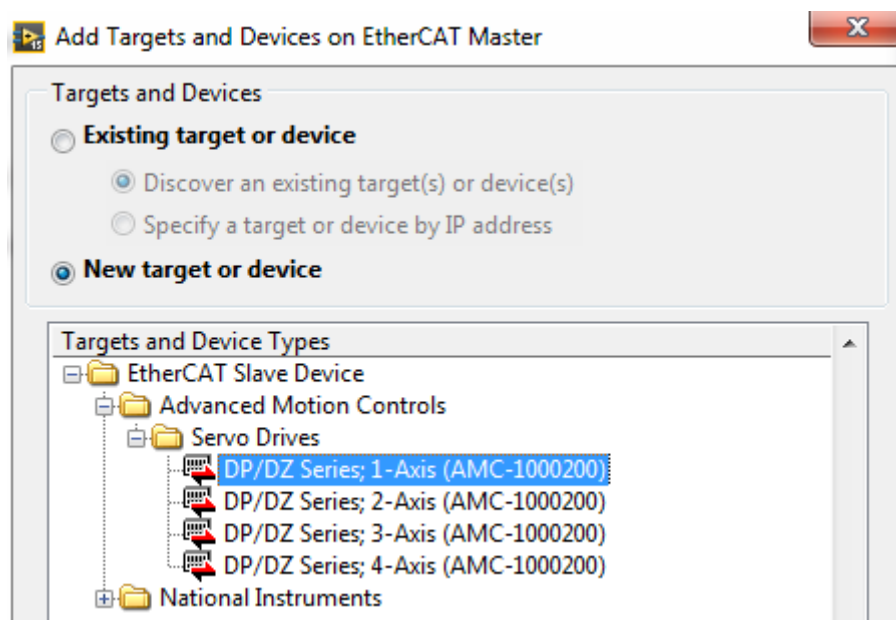 Add Targets and Devices on EtherCAT Master
Targets and Devices
Existing target or device
Discover an existing target(s) or device(s)
Specify a target or device by IP address
New target or device
Targets and Device Types
EtherCAT Slave Device
Advanced Motion Controls
Servo Drives
DP/DZ Series; 1-Axis (AMC-1000200)
DP/DZ Series; 2-Axis (AMC-1000200)
DP/DZ Series; 3-Axis (AMC-1000200)
DP/DZ Series; 4-Axis (AMC-1000200)
National Instruments